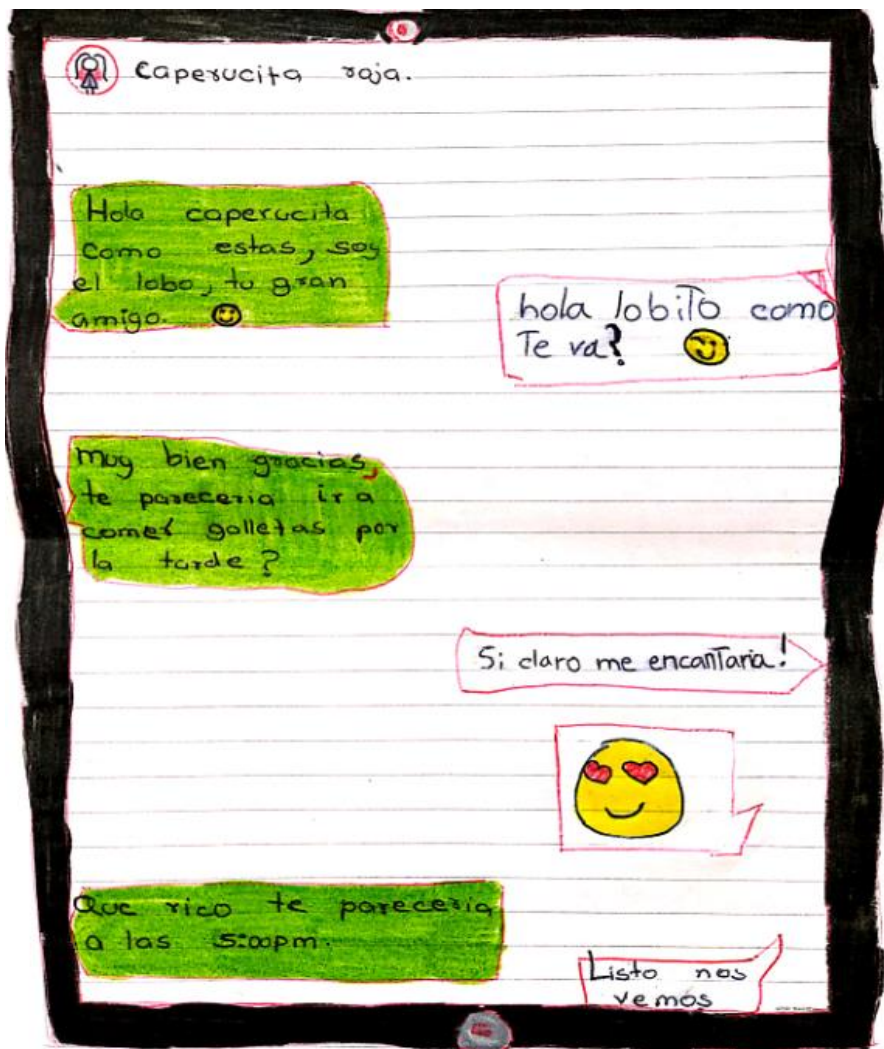 Caperucita roja.
Hola caperucita
como estas, soy
el lobo, tu gran
amigo.
hola lobito como
Te va?
muy bien gracias,
te pareceria ir a
comer galletas por
la tarde?
Si claro me encantaria!
Que rico te pareceria
a las 5:00pm.
Listo nos
vemos